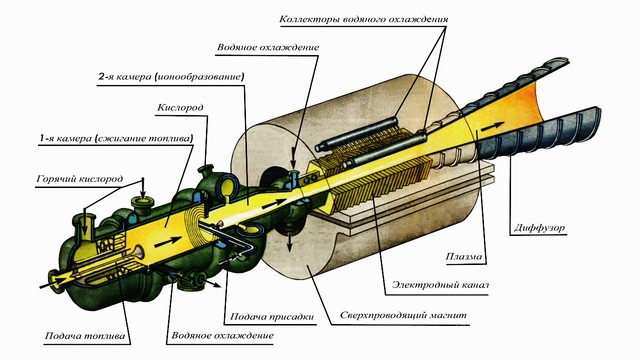 Коллекторы водяного охлаждения
Водяное охлаждение
2-я камера (ионообразование)
Кислород
1-я камера (сжигание топлива)
Горячий кислород
Диффузор
Плазма
Электродный канал
Подача присадки
Сверхпроводящий магнит
Подача топлива
Водяное охлаждение